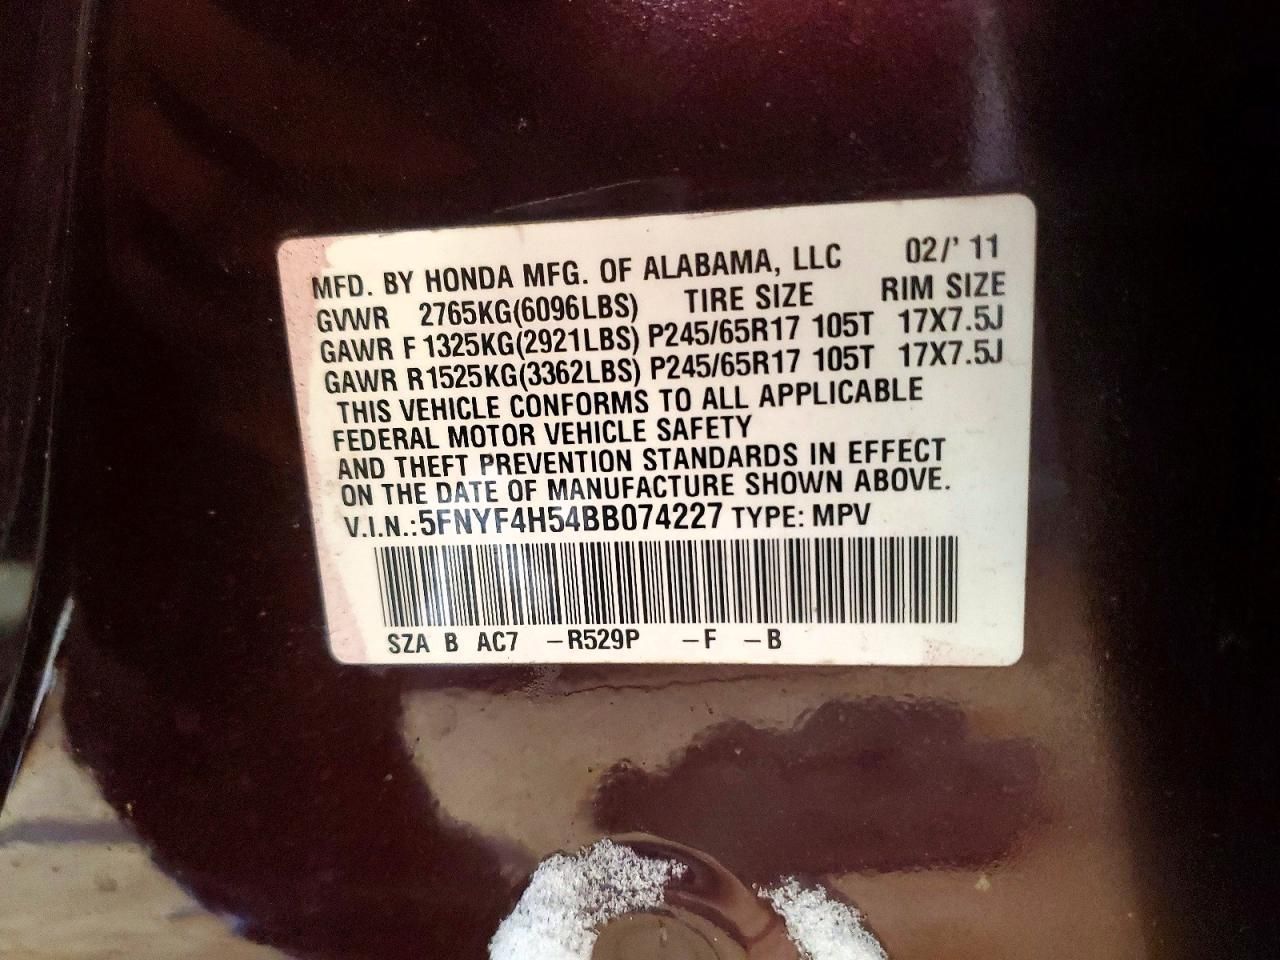 MFD. BY HONDA MFG. OF ALABAMA, LLC 02/' 11
GVWR 2765KG(6096LBS) TIRE SIZE RIM SIZE
GAWR F 1325KG(2921LBS) P245/65R17 105T 17X7.5J
GAWR R1525KG(3362LBS) P245/65R17 105T 17X7.5J
THIS VEHICLE CONFORMS TO ALL APPLICABLE
FEDERAL MOTOR VEHICLE SAFETY
AND THEFT PREVENTION STANDARDS IN EFFECT
ON THE DATE OF MANUFACTURE SHOWN ABOVE.
V.I.N.:5FNYF4H54BB074227 TYPE: MPV
SZA B AC7 -R529P -F -B